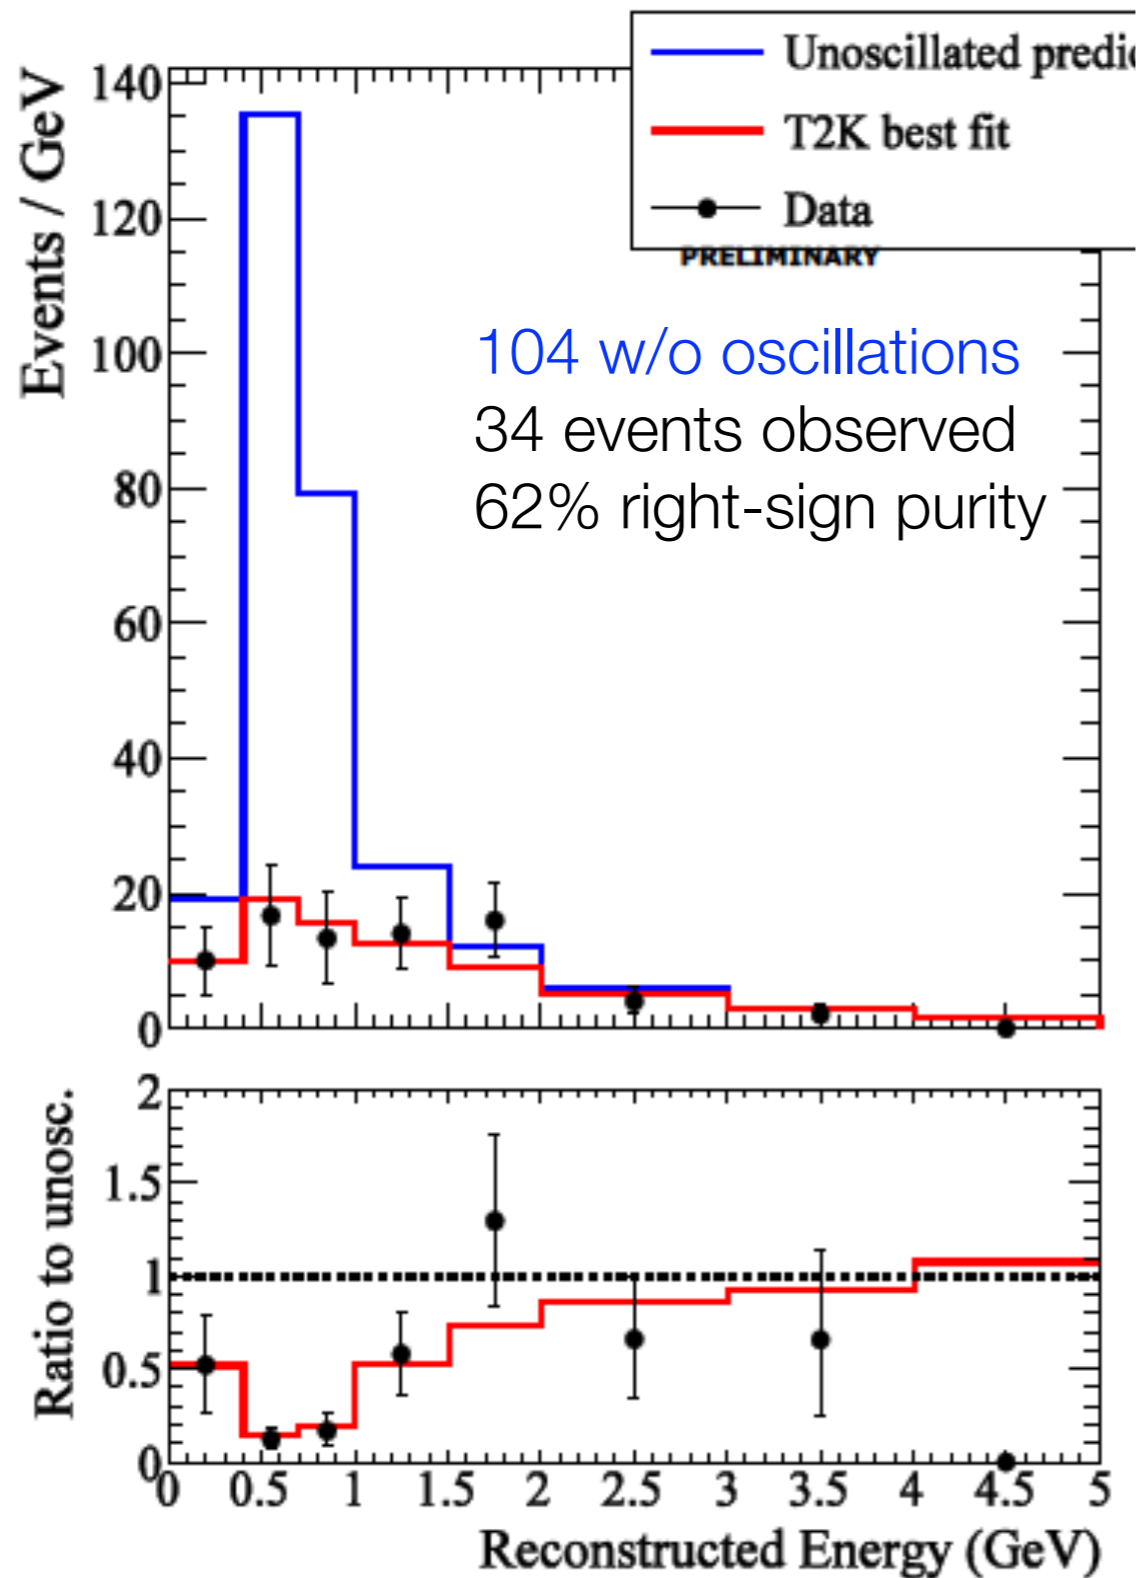 Unoscillated predic
T2K best fit
Data
PRELIMINARY
Events / GeV
140
120
100
80
60
40
20
0
104 w/o oscillations
34 events observed
62% right-sign purity
Ratio to unosc.
2
1.5
1
0.5
0
0 0.5 1 1.5 2 2.5 3 3.5 4 4.5 5
Reconstructed Energy (GeV)